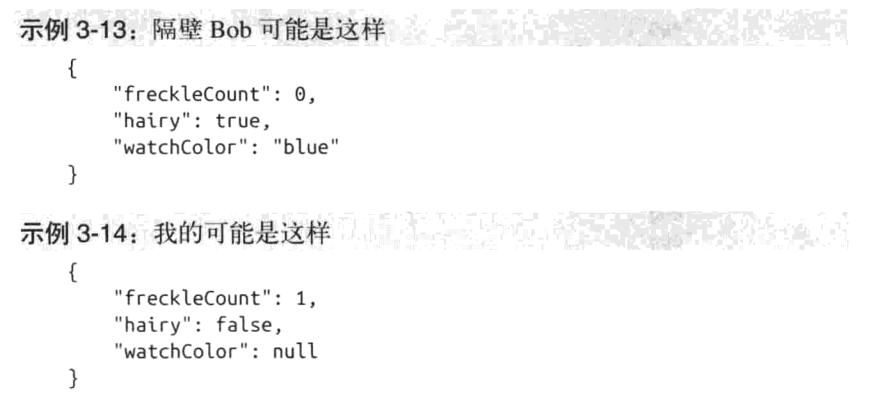 示例 3-13：隔壁 Bob 可能是这样
{
    "freckleCount": 0,
    "hairy": true,
    "watchColor": "blue"
}
示例 3-14：我的可能是这样
{
    "freckleCount": 1,
    "hairy": false,
    "watchColor": null
}